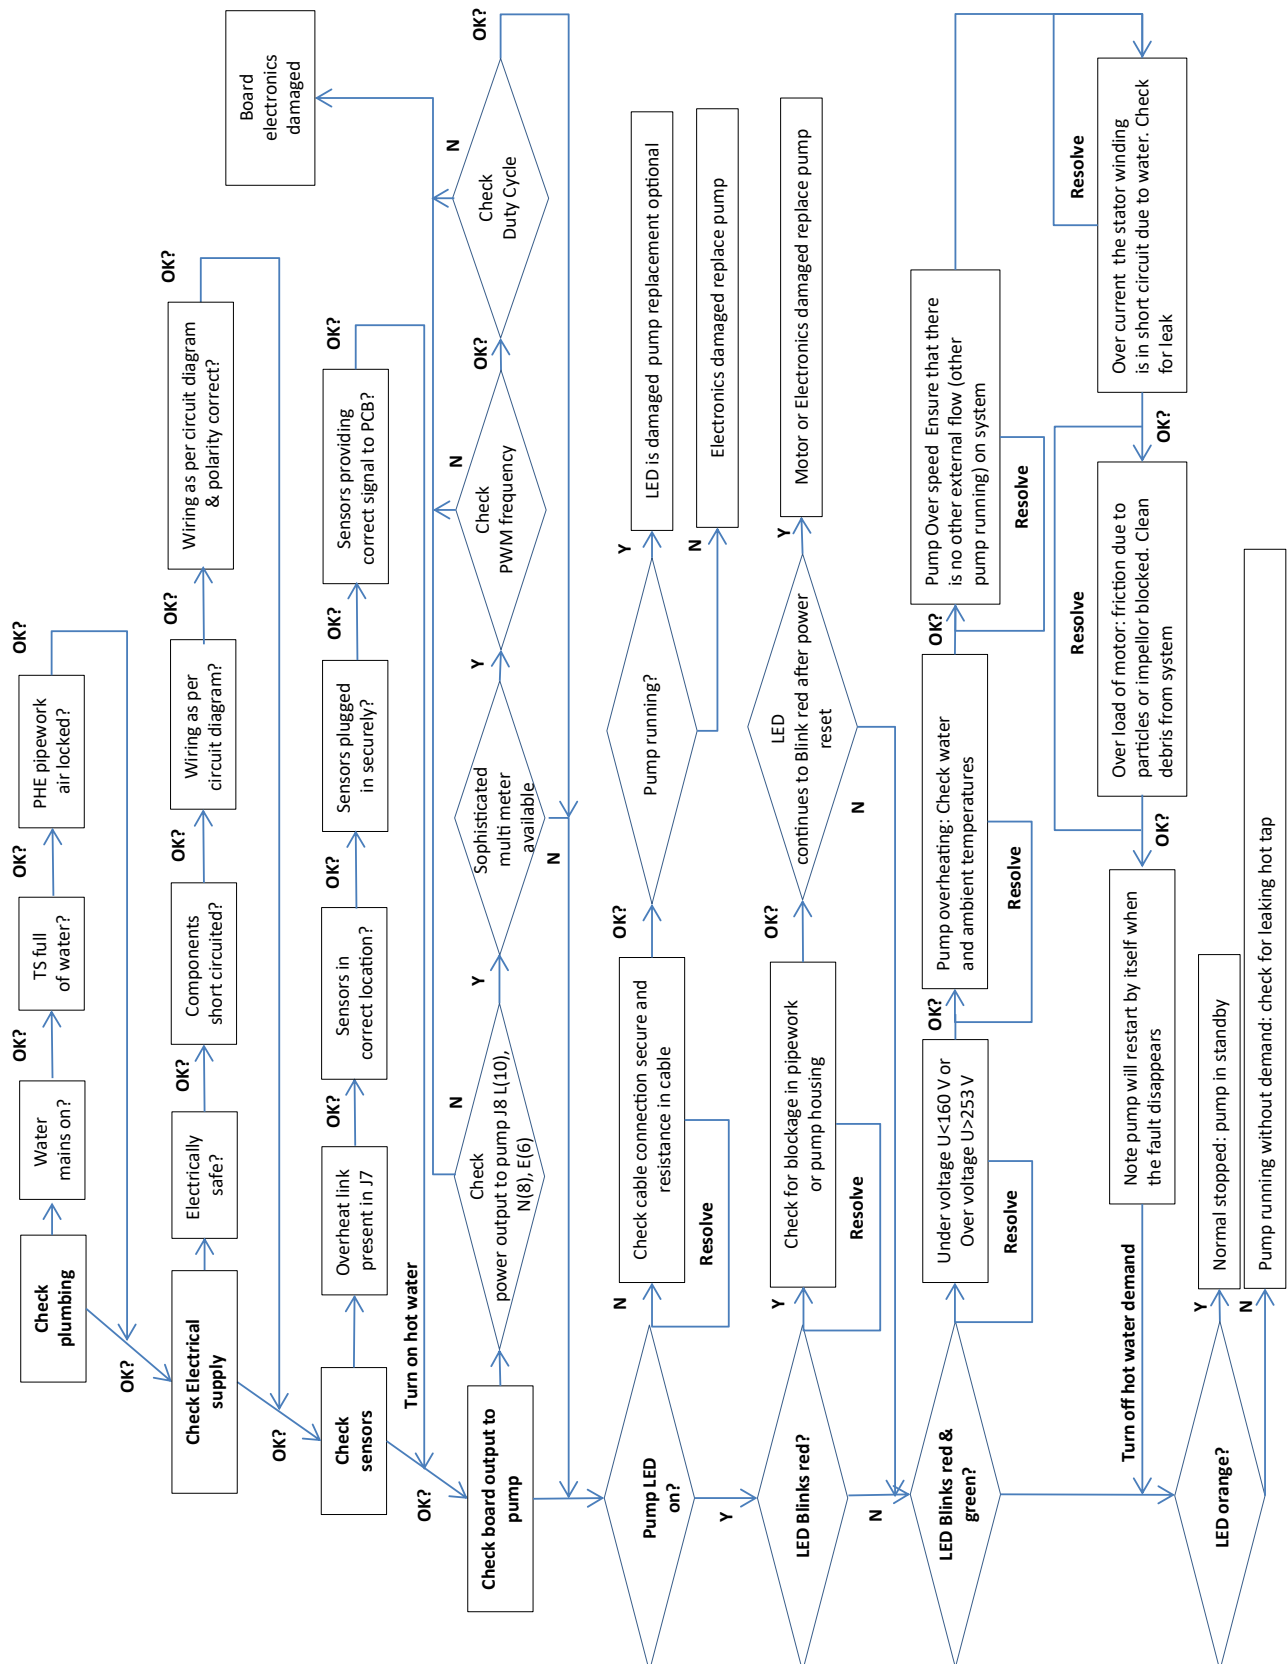 Check
plumbing
Water
mains on?
OK?
TS full
of water?
OK?
PHE pipework
air locked?
OK?
OK?
Check Electrical
supply
Electrically
safe?
OK?
Components
short circuited?
OK?
Wiring as per
circuit diagram?
OK?
Wiring as per circuit diagram
& polarity correct?
OK?
OK?
Check
sensors
Overheat link
present in J7
OK?
Sensors in
correct location?
OK?
Sensors plugged
in securely?
OK?
Sensors providing
correct signal to PCB?
OK?
Turn on hot water
OK?
Check board output to
pump
Check
power output to pump J8 L(10),
N(8), E(6)
N
Y
Sophisticated
multi meter
available
N
Y
Check
PWM frequency
N
OK?
Check
Duty Cycle
N
OK?
Board
electronics
damaged
Pump LED
on?
N
Check cable connection secure and
resistance in cable
Resolve
OK?
Pump running?
Y
LED is damaged pump replacement optional
N
Electronics damaged replace pump
Y
LED Blinks red?
Y
Check for blockage in pipework
or pump housing
Resolve
OK?
LED
continues to Blink red after power
reset
Y
Motor or Electronics damaged replace pump
N
N
LED Blinks red &
green?
Under voltage U<160 V or
Over voltage U>253 V
Resolve
OK?
Pump overheating: Check water
and ambient temperatures
Resolve
OK?
Pump Over speed Ensure that there
is no other external flow (other
pump running) on system
Resolve
Over current the stator winding
is in short circuit due to water. Check
for leak
Resolve
OK?
Over load of motor: friction due to
particles or impellor blocked. Clean
debris from system
Resolve
OK?
Note pump will restart by itself when
the fault disappears
Turn off hot water demand
LED orange?
Y
Normal stopped: pump in standby
N
Pump running without demand: check for leaking hot tap